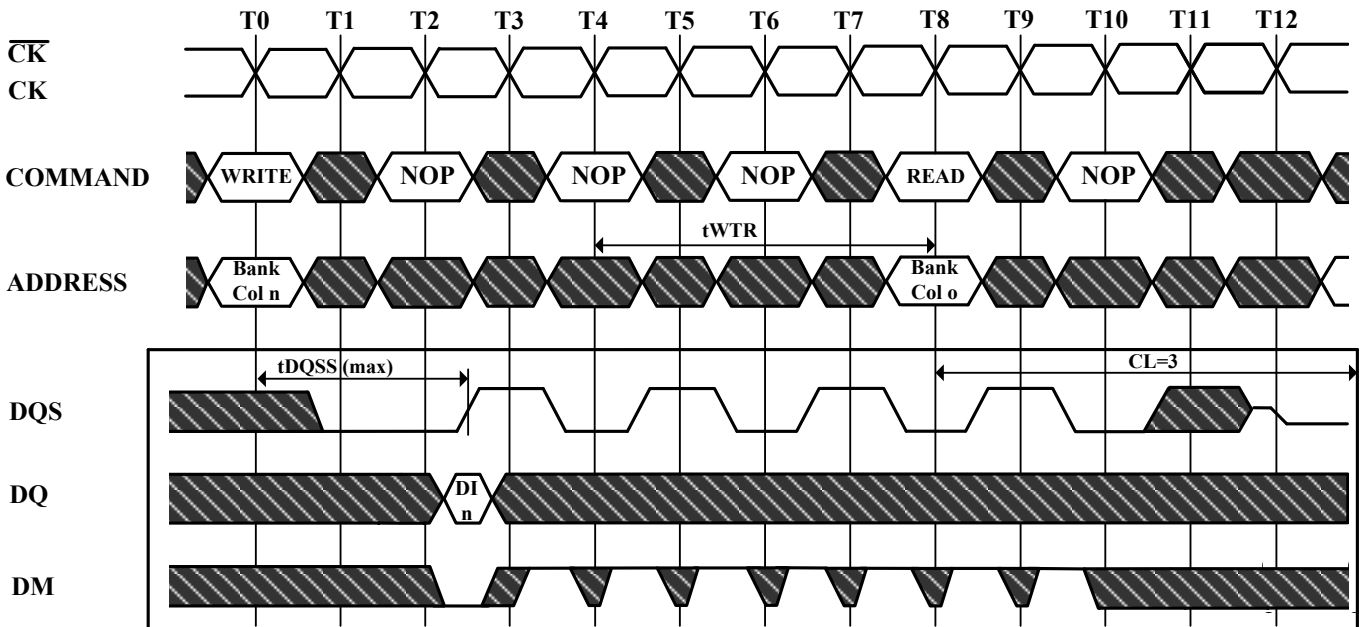 T0 T1 T2 T3 T4 T5 T6 T7 T8 T9 T10 T11 T12
CK
CK
COMMAND WRITE NOP NOP NOP READ NOP
tWTR
ADDRESS Bank Col n Bank Col o
tDQSS (max) CL=3
DQS
DQ DI n
DM